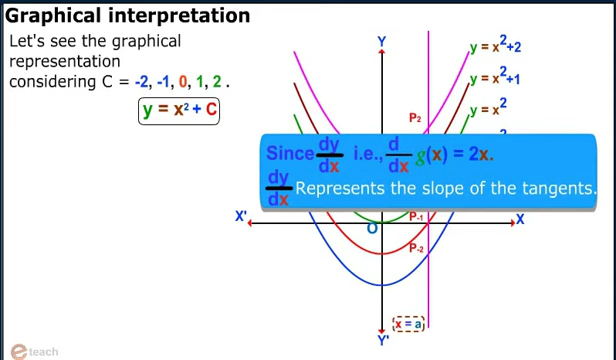 Graphical interpretation
Let's see the graphical
representation
considering C = -2, -1, 0, 1, 2 .
y = x² + C
Y
y = x²+2
y = x²+1
y = x²
P₂
Since dy/dx i.e., d/dx g(x) = 2x.
dy/dx Represents the slope of the tangents.
X'
O
P₋₁
X
P₋₂
x = a
Y'
eteach